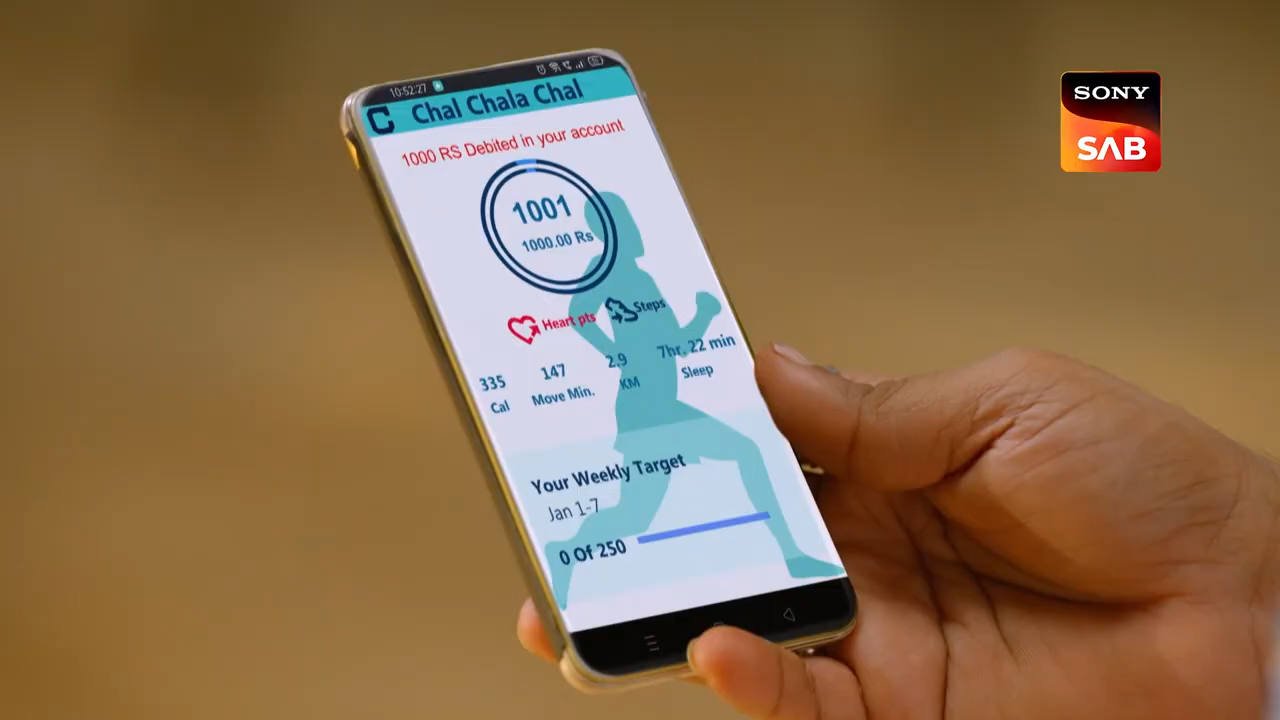 10:52:27
Chal Chala Chal
1000 RS Debited in your account
1001
1000.00 Rs
Heart pts
Steps
335
147
2.9
7hr. 22 min
Cal
Move Min.
KM
Sleep
Your Weekly Target
Jan 1-7
0 Of 250
SONY
SAB